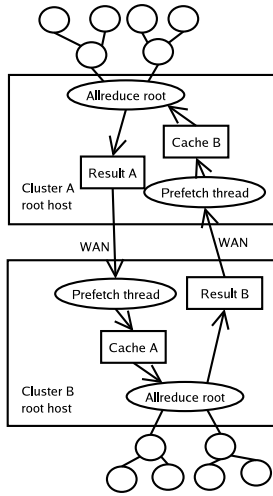 Allreduce root
Cache B
Result A
Prefetch thread
Cluster A
root host
WAN
WAN
Prefetch thread
Result B
Cache A
Cluster B
root host
Allreduce root